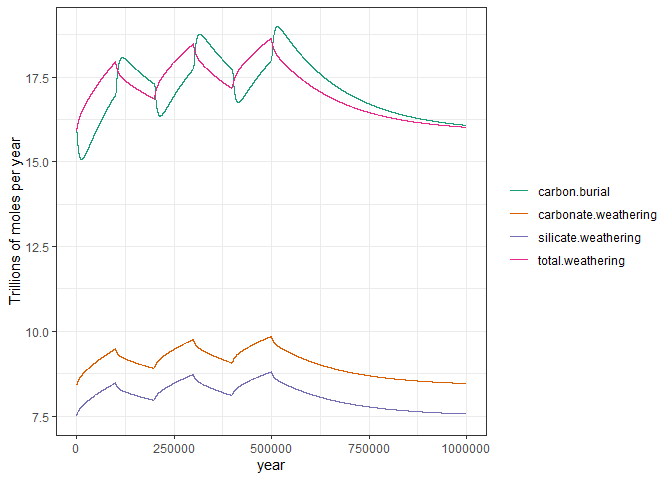 17.5
15.0
12.5
10.0
7.5
Trillions of moles per year
0
250000
500000
750000
1000000
year
carbon.burial
carbonate.weathering
silicate.weathering
total.weathering